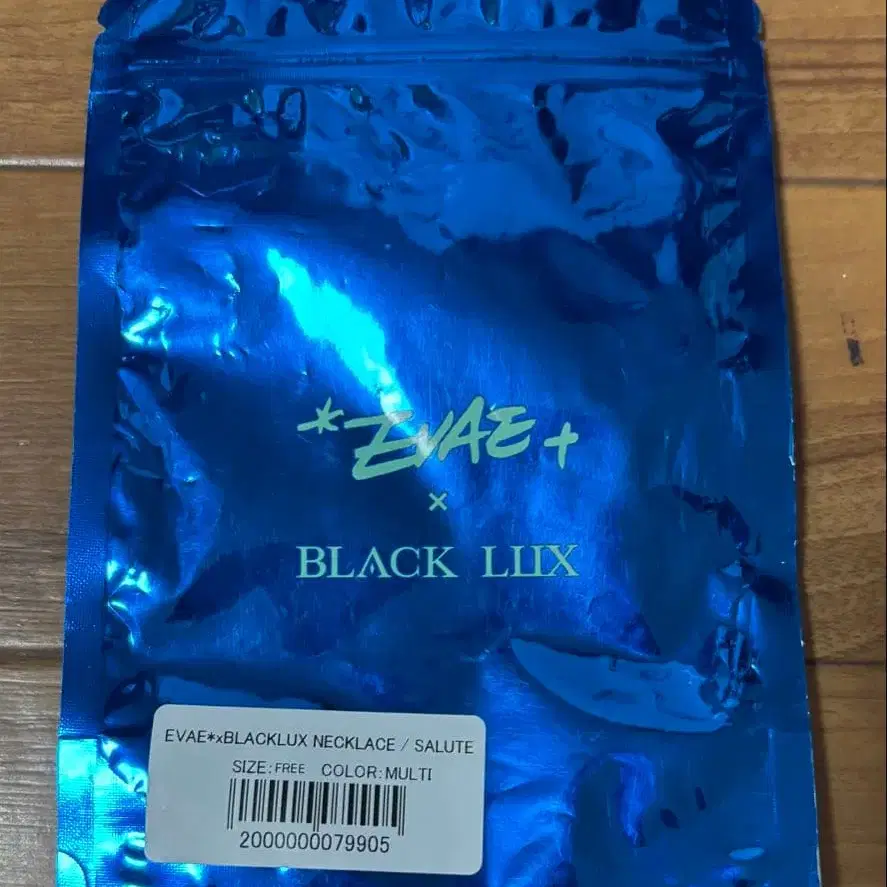 *EVAE+
×
BLACK LUX
EVAE*xBLACKLUX NECKLACE / SALUTE
SIZE:FREE COLOR:MULTI
2000000079905